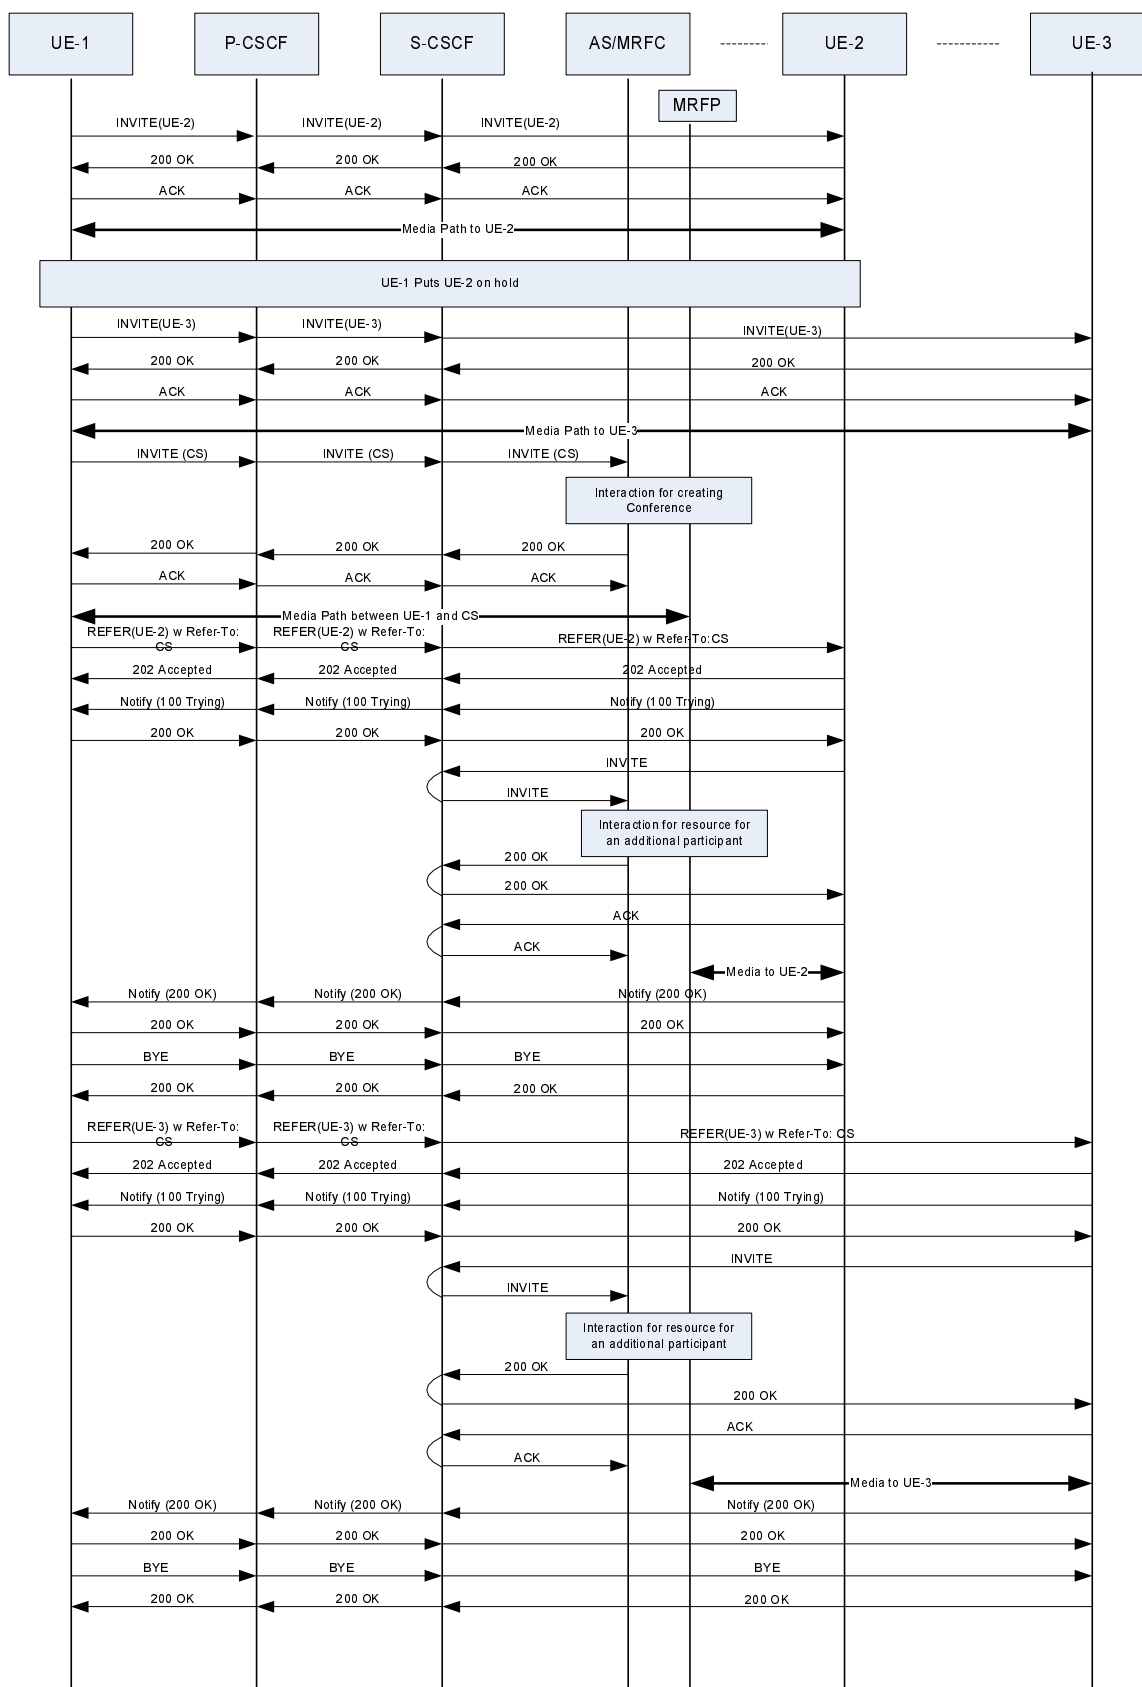 UE-1 P-CSCF S-CSCF AS/MRFC UE-2 UE-3
MRFP
INVITE(UE-2) INVITE(UE-2) INVITE(UE-2)
200 OK 200 OK 200 OK
ACK ACK ACK
Media Path to UE-2
UE-1 Puts UE-2 on hold
INVITE(UE-3) INVITE(UE-3) INVITE(UE-3)
200 OK 200 OK 200 OK
ACK ACK ACK
Media Path to UE-3
INVITE (CS) INVITE (CS) INVITE (CS)
Interaction for creating
Conference
200 OK 200 OK 200 OK
ACK ACK ACK
Media Path between UE-1 and CS
REFER(UE-2) w Refer-To: REFER(UE-2) w Refer-To: REFER(UE-2) w Refer-To:CS
CS CS
202 Accepted 202 Accepted 202 Accepted
Notify (100 Trying) Notify (100 Trying) Notify (100 Trying)
200 OK 200 OK 200 OK
INVITE
INVITE
Interaction for resource for
an additional participant
200 OK
200 OK
ACK
ACK
Media to UE-2
Notify (200 OK) Notify (200 OK) Notify (200 OK)
200 OK 200 OK 200 OK
BYE BYE BYE
200 OK 200 OK 200 OK
REFER(UE-3) w Refer-To: REFER(UE-3) w Refer-To: REFER(UE-3) w Refer-To: CS
CS CS
202 Accepted 202 Accepted 202 Accepted
Notify (100 Trying) Notify (100 Trying) Notify (100 Trying)
200 OK 200 OK 200 OK
INVITE
INVITE
Interaction for resource for
an additional participant
200 OK
200 OK
ACK
ACK
Media to UE-3
Notify (200 OK) Notify (200 OK) Notify (200 OK)
200 OK 200 OK 200 OK
BYE BYE BYE
200 OK 200 OK 200 OK